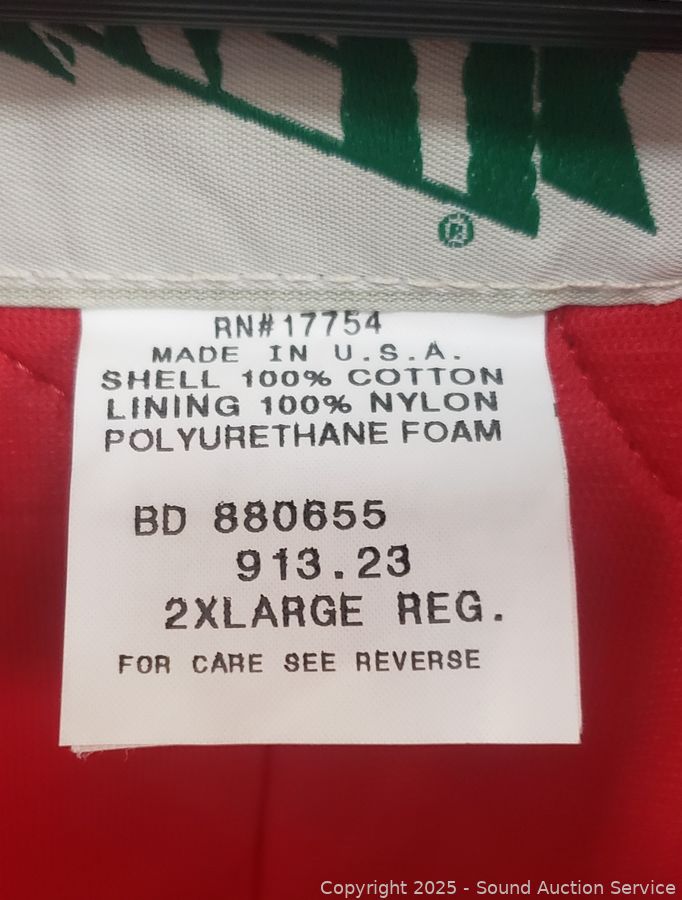 ®
RN#17754
MADE IN U.S.A.
SHELL 100% COTTON
LINING 100% NYLON
POLYURETHANE FOAM
BD 880655
913.23
2XLARGE REG.
FOR CARE SEE REVERSE
Copyright 2025 - Sound Auction Service